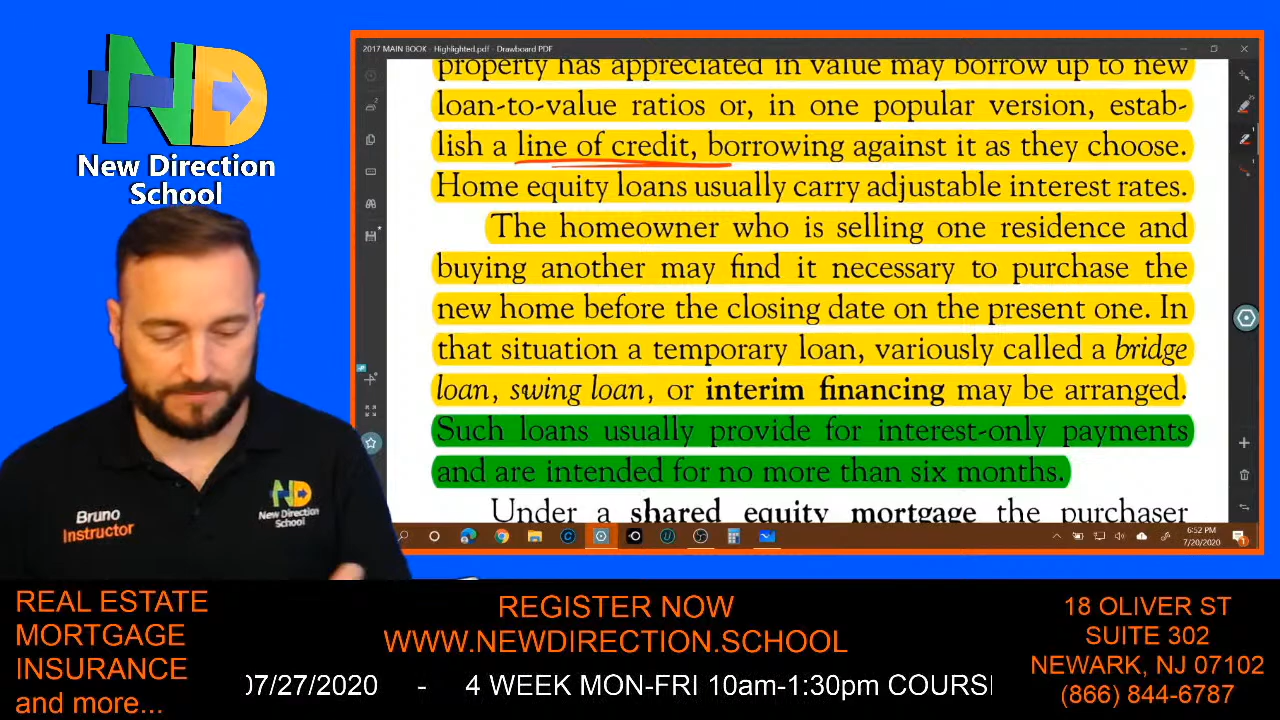 ND
New Direction
School
2017 MAIN BOOK - Highlighted.pdf - Drawboard PDF
property has appreciated in value may borrow up to new
loan-to-value ratios or, in one popular version, estab-
lish a line of credit, borrowing against it as they choose.
Home equity loans usually carry adjustable interest rates.
The homeowner who is selling one residence and
buying another may find it necessary to purchase the
new home before the closing date on the present one. In
that situation a temporary loan, variously called a bridge
loan, swing loan, or interim financing may be arranged.
Such loans usually provide for interest-only payments
and are intended for no more than six months.
Under a shared equity mortgage the purchaser
6:52 PM
7/20/2020
Bruno
Instructor
ND
New Direction
School
REAL ESTATE
MORTGAGE
INSURANCE
and more...
REGISTER NOW
WWW.NEWDIRECTION.SCHOOL
07/27/2020 - 4 WEEK MON-FRI 10am-1:30pm COURS
18 OLIVER ST
SUITE 302
NEWARK, NJ 07102
(866) 844-6787